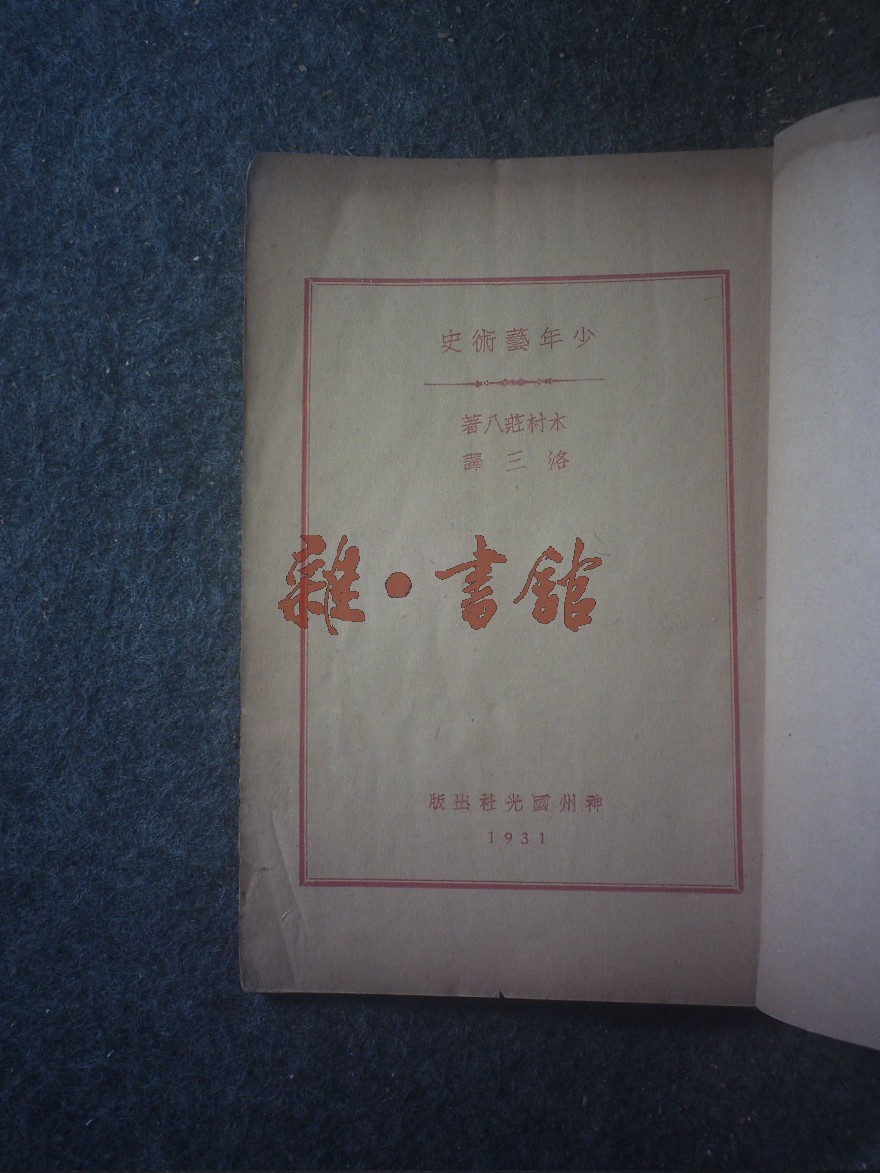 少年藝術史
木村莊八著
洛三譯
雜·書館
神州國光社出版
1931